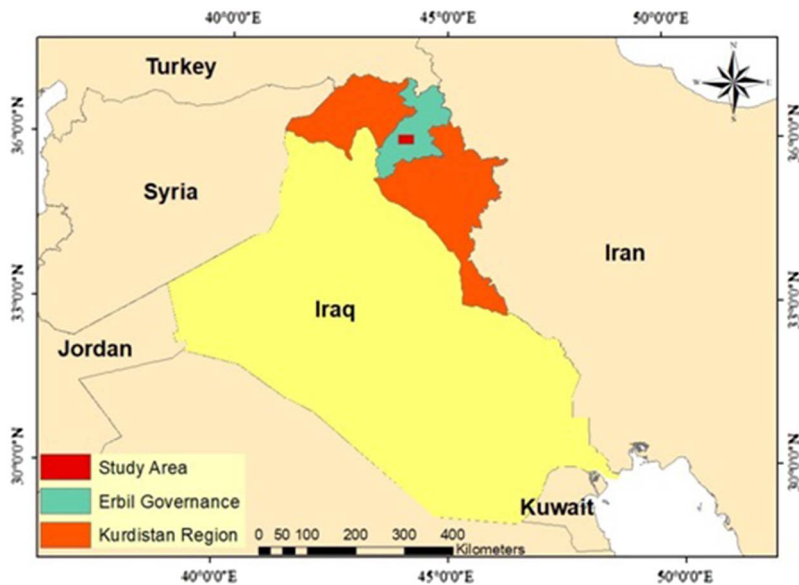 40°0'0"E 45°0'0"E 50°0'0"E
N
W E
S
Turkey
36°0'0"N 36°0'0"N
Syria
Iran
33°0'0"N 33°0'0"N
Iraq
Jordan
30°0'0"N 30°0'0"N
Study Area
Erbil Governance
Kurdistan Region
Kuwait
0 50 100 200 300 400
Kilometers
40°0'0"E 45°0'0"E 50°0'0"E